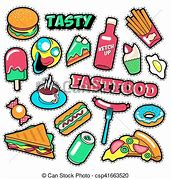 TASTY
KETCH
UP
FASTFOOD
© Can Stock Photo - csp41663520